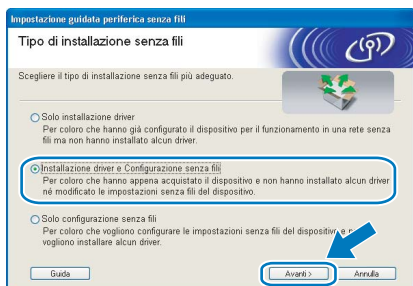 Impostazione guidata periferica senza fili
Tipo di installazione senza fili
Scegliere il tipo di installazione senza fili più adeguato.
Solo installazione driver
Per coloro che hanno già configurato il dispositivo per il funzionamento in una rete senza
fili ma non hanno installato alcun driver.
Installazione driver e Configurazione senza fili
Per coloro che hanno appena acquistato il dispositivo e non hanno installato alcun driver
né modificato le impostazioni senza fili del dispositivo.
Solo configurazione senza fili
Per coloro che vogliono configurare le impostazioni senza fili del dispositivo e
vogliono installare alcun driver.
Guida
Avanti >
Annulla